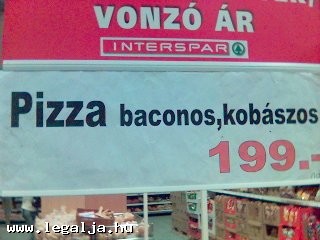 VONZÓ ÁR
INTERSPAR
Pizza baconos,kobászos
199.-
www.legalja.hu